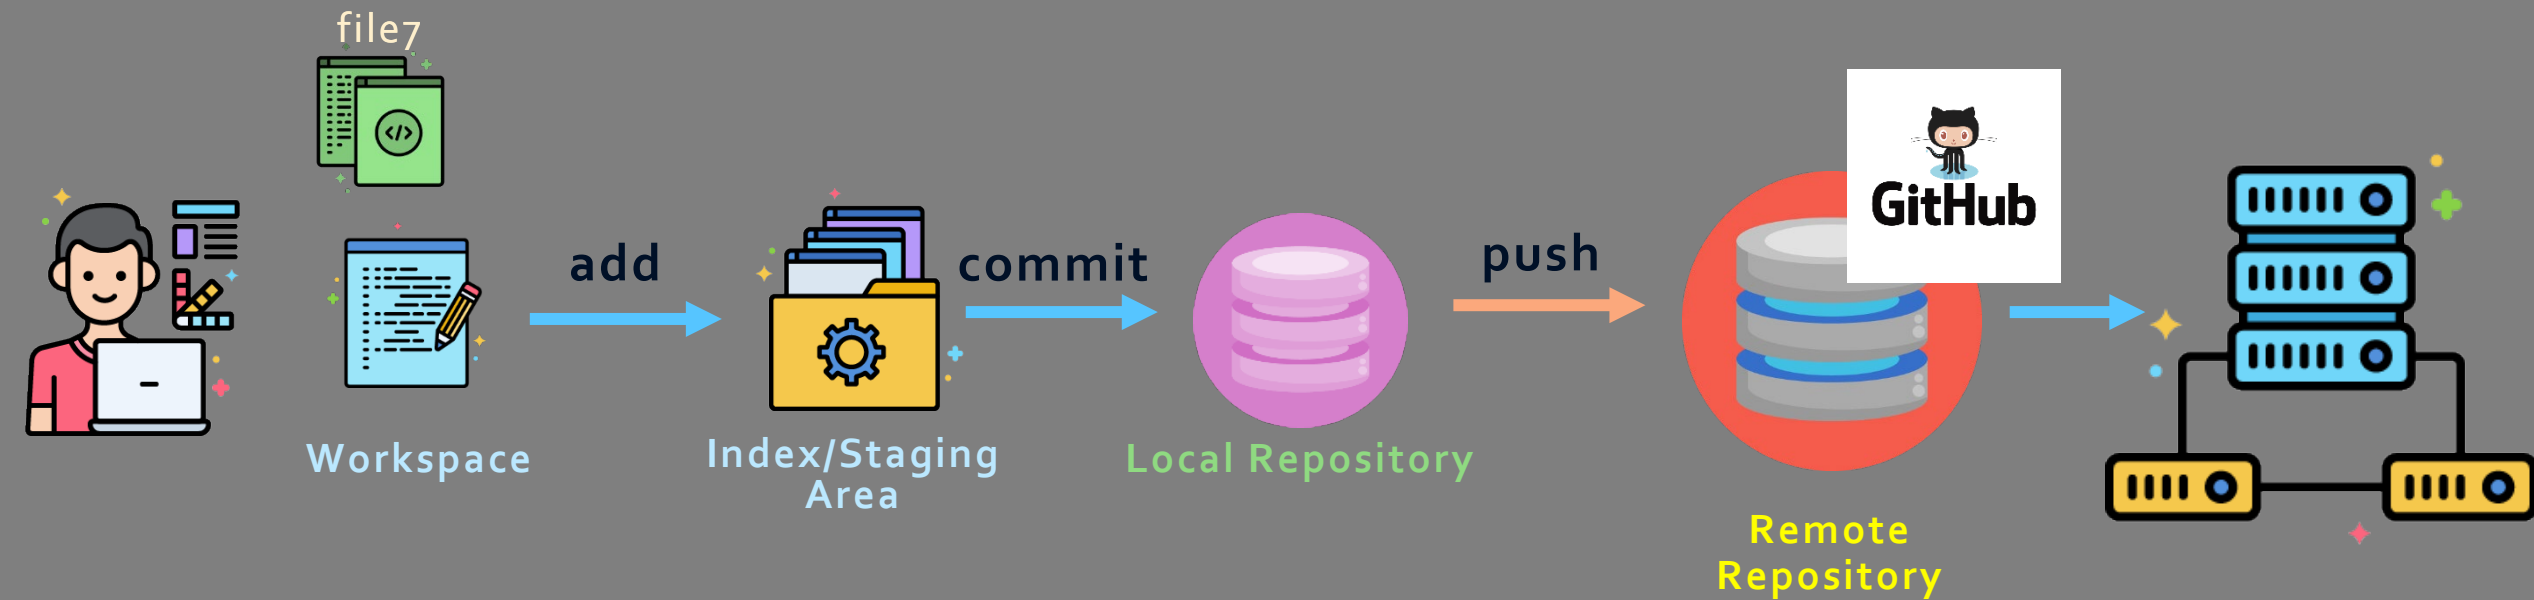 file7
add
commit
push
GitHub
Workspace
Index/Staging
Area
Local Repository
Remote
Repository